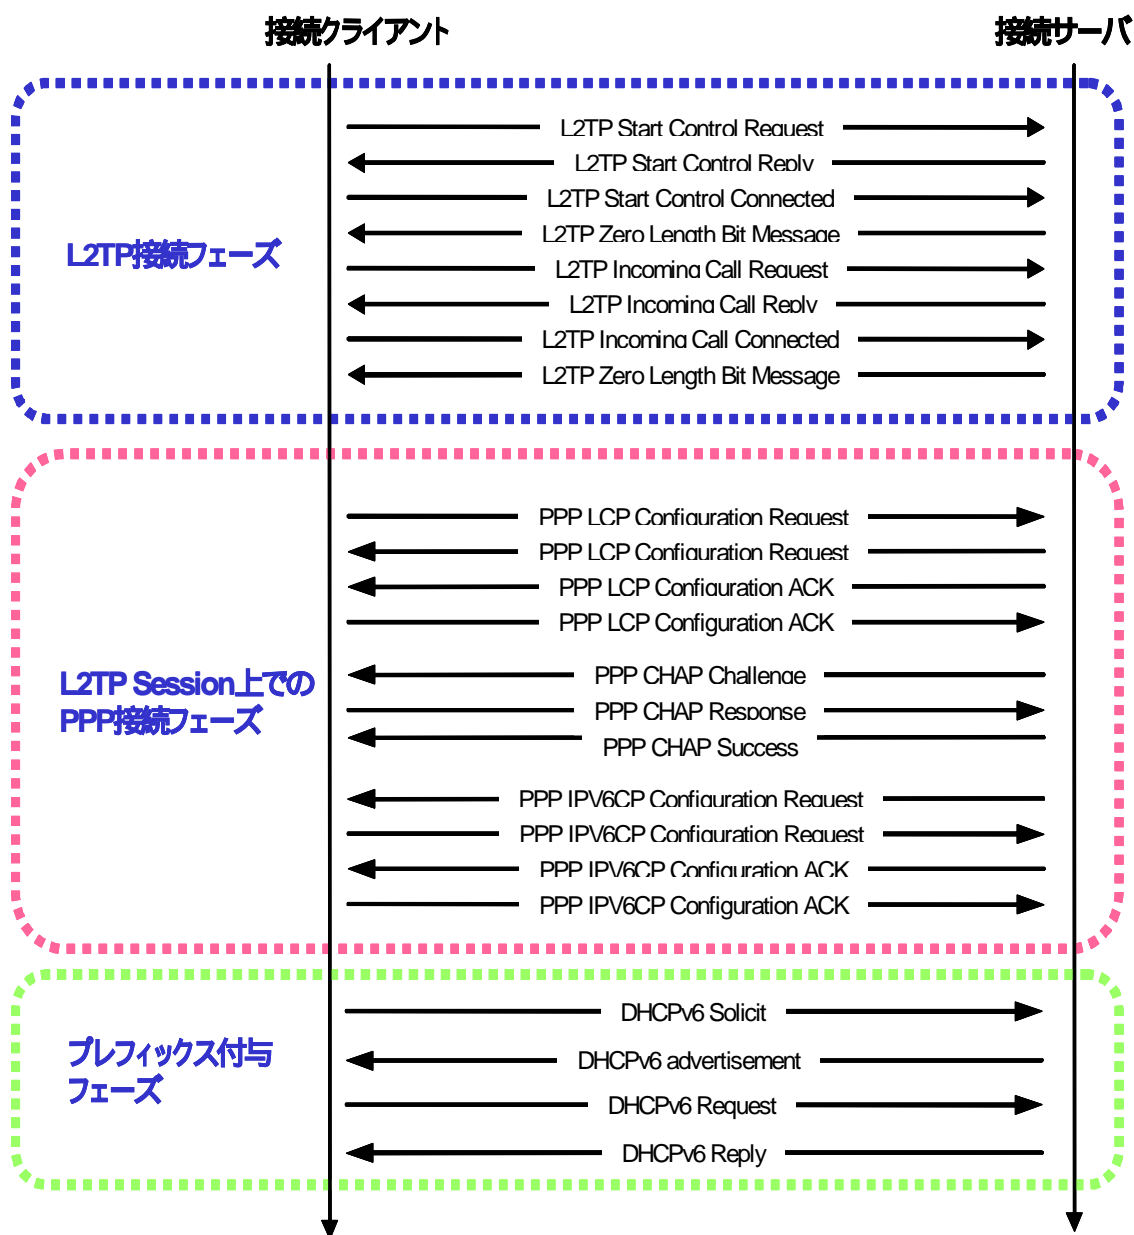 接続クライアント
接続サーバ
L2TP Start Control Request
L2TP Start Control Reply
L2TP Start Control Connected
L2TP Zero Length Bit Message
L2TP接続フェーズ
L2TP Incoming Call Request
L2TP Incoming Call Reply
L2TP Incoming Call Connected
L2TP Zero Length Bit Message
PPP LCP Configuration Request
PPP LCP Configuration Request
PPP LCP Configuration ACK
PPP LCP Configuration ACK
L2TP Session上での
PPP接続フェーズ
PPP CHAP Challenge
PPP CHAP Response
PPP CHAP Success
PPP IPV6CP Configuration Request
PPP IPV6CP Configuration Request
PPP IPV6CP Configuration ACK
PPP IPV6CP Configuration ACK
プレフィックス付与
フェーズ
DHCPv6 Solicit
DHCPv6 advertisement
DHCPv6 Request
DHCPv6 Reply